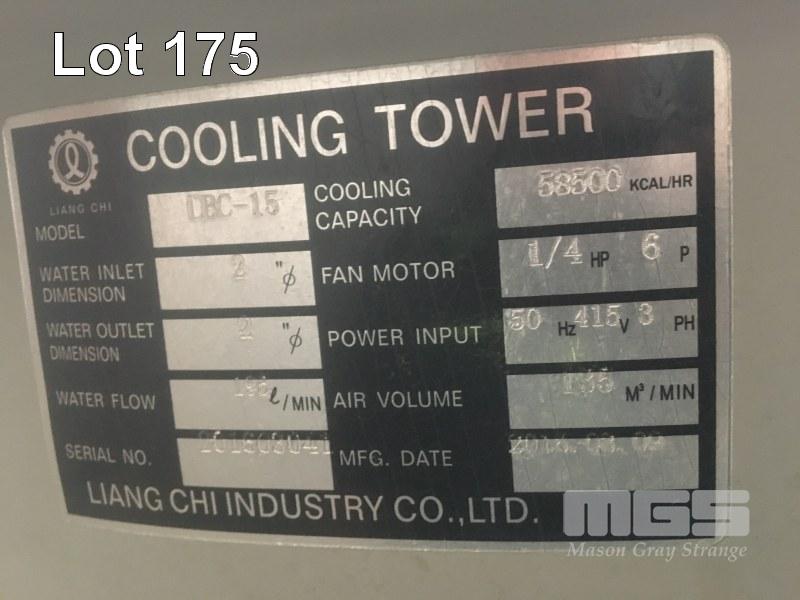 Lot 175
COOLING TOWER
LIANG CHI
MODEL LBC-15
COOLING CAPACITY 58500 KCAL/HR
WATER INLET DIMENSION 2 "ϕ
FAN MOTOR 1/4 HP 6 P
WATER OUTLET DIMENSION 2 "ϕ
POWER INPUT 50 Hz 415 V 3 PH
WATER FLOW ℓ/MIN
AIR VOLUME M³/MIN
SERIAL NO.
MFG. DATE
LIANG CHI INDUSTRY CO.,LTD.
MGS
Mason Gray Strange